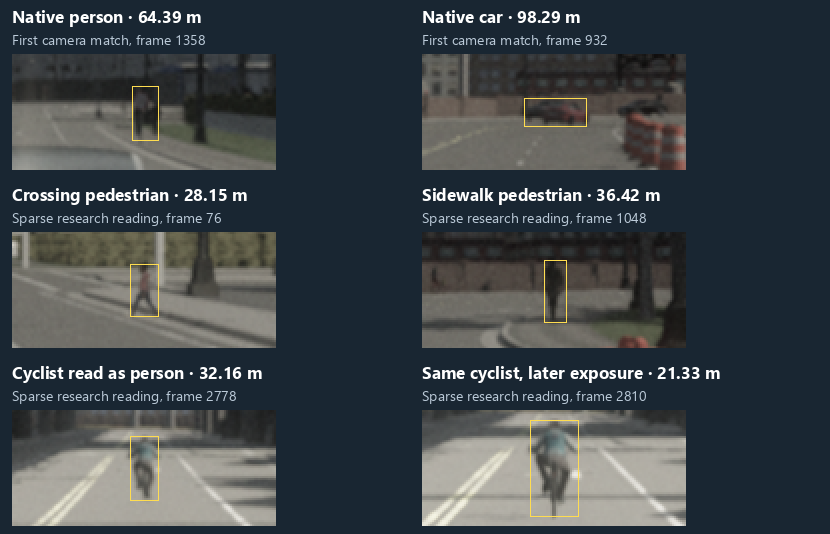 Native person · 64.39 m
First camera match, frame 1358
Native car · 98.29 m
First camera match, frame 932
Crossing pedestrian · 28.15 m
Sparse research reading, frame 76
Sidewalk pedestrian · 36.42 m
Sparse research reading, frame 1048
Cyclist read as person · 32.16 m
Sparse research reading, frame 2778
Same cyclist, later exposure · 21.33 m
Sparse research reading, frame 2810